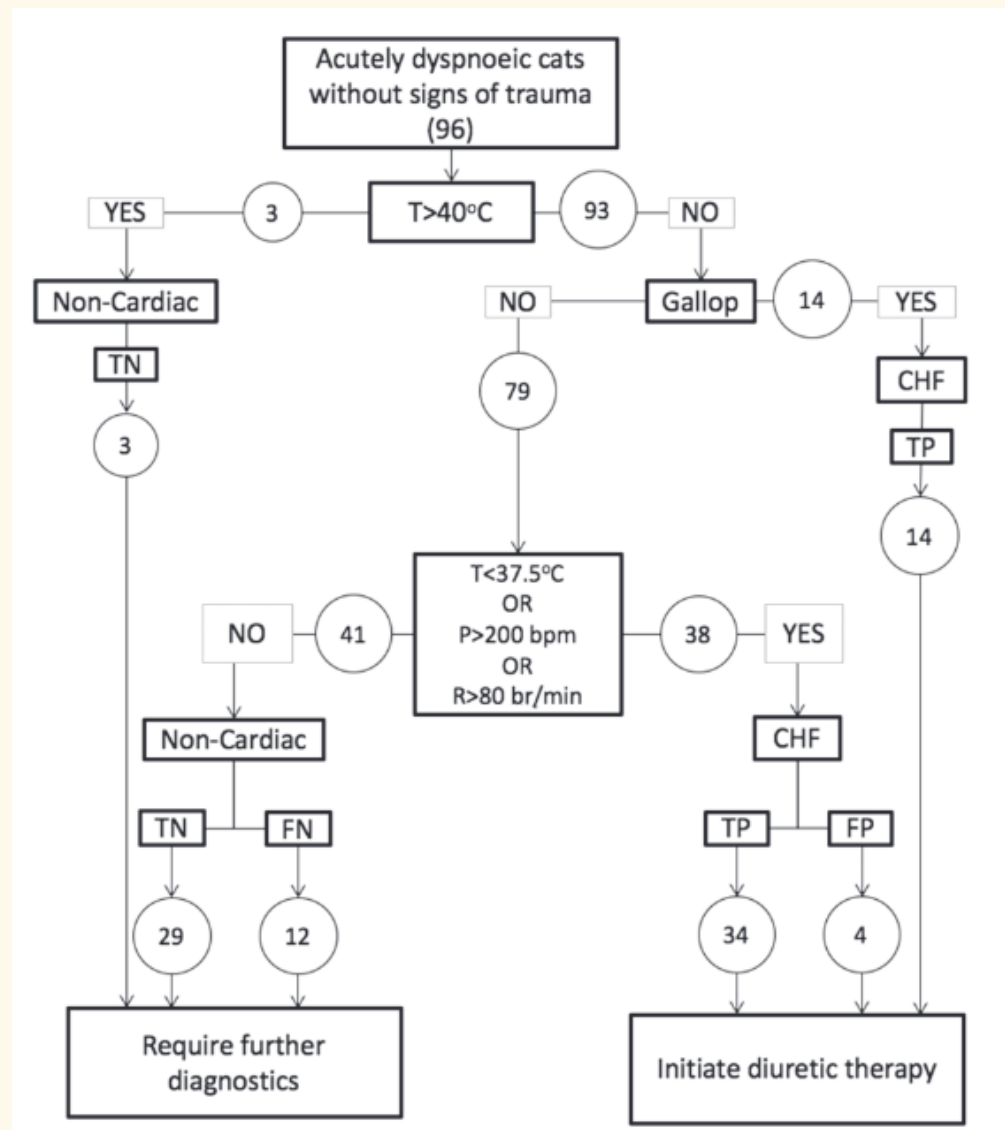 Acutely dyspnoeic cats
without signs of trauma
(96)
YES
3
T>40°C
93
NO
Non-Cardiac
NO
Gallop
14
YES
TN
79
CHF
3
TP
14
T<37.5°C
OR
P>200 bpm
OR
R>80 br/min
NO
41
38
YES
Non-Cardiac
CHF
TN
FN
TP
FP
29
12
34
4
Require further
diagnostics
Initiate diuretic therapy